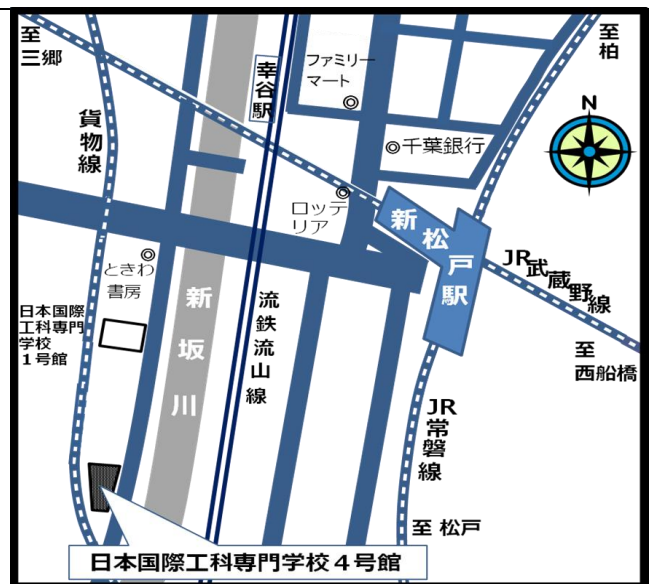 至
三郷
貨物線
幸谷駅
ファミリー
マート
至
柏
N
千葉銀行
ロッテ
リア
新松戸駅
JR武蔵野線
至
西船橋
ときわ
書房
日本国際
工科専門
学校
1号館
新坂川
流鉄流山線
JR常磐線
至 松戸
日本国際工科専門学校４号館